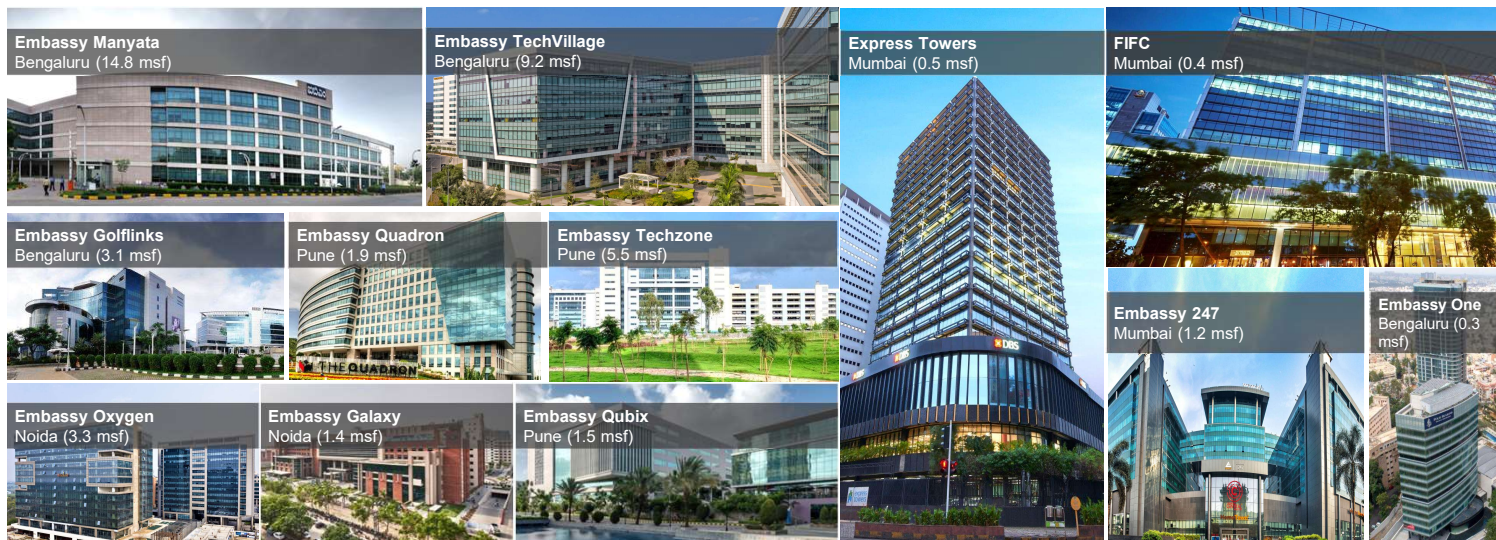 Embassy Manyata
Bengaluru (14.8 msf)
Embassy TechVillage
Bengaluru (9.2 msf)
Express Towers
Mumbai (0.5 msf)
FIFC
Mumbai (0.4 msf)
Embassy Golflinks
Bengaluru (3.1 msf)
Embassy Quadron
Pune (1.9 msf)
THE QUADRON
Embassy Techzone
Pune (5.5 msf)
DBS
DBS
Embassy 247
Mumbai (1.2 msf)
Embassy One
Bengaluru (0.3
msf)
Embassy Oxygen
Noida (3.3 msf)
Embassy Galaxy
Noida (1.4 msf)
Embassy Qubix
Pune (1.5 msf)